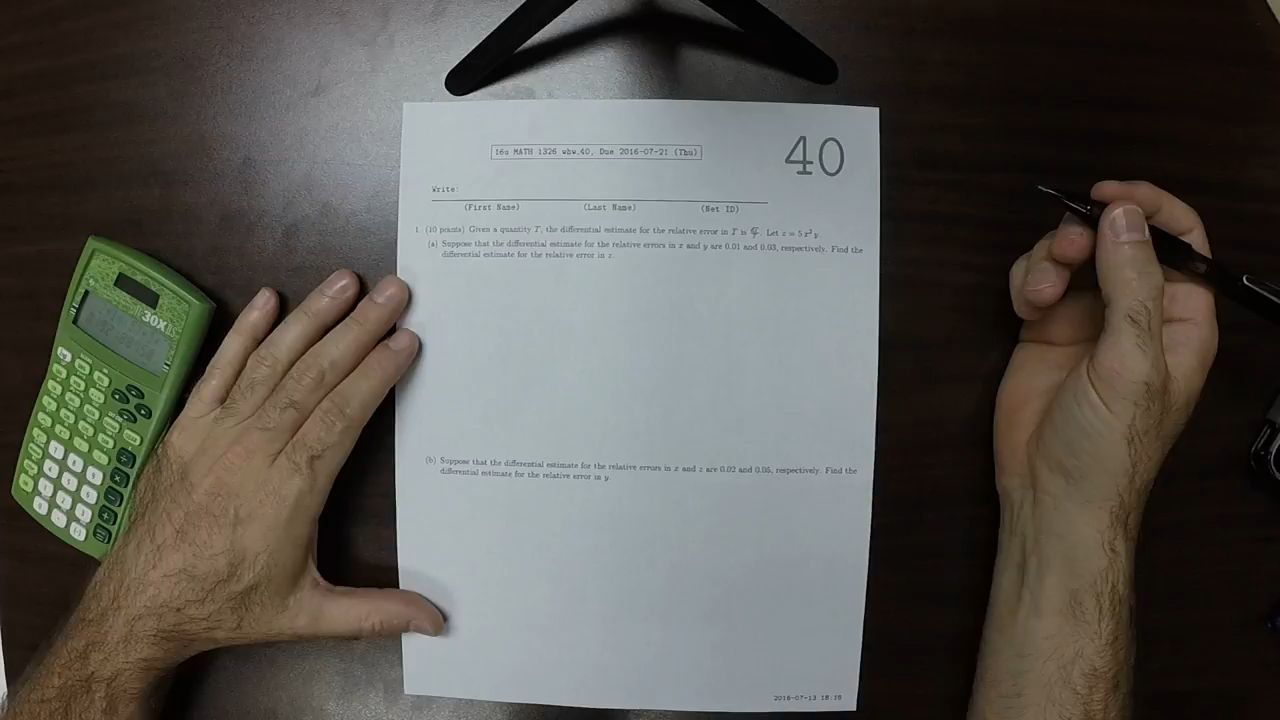 40
16u MATH 1326 wbw.40, Due 2016-07-21 (Thu)
Write:
(First Name) (Last Name) (Net ID)
1. (10 points) Given a quantity T, the differential estimate for the relative error in T is dT/T. Let z = 5x²y.
(a) Suppose that the differential estimate for the relative errors in x and y are 0.01 and 0.03, respectively. Find the
differential estimate for the relative error in z.
(b) Suppose that the differential estimate for the relative errors in x and z are 0.02 and 0.05, respectively. Find the
differential estimate for the relative error in y.
2016-07-13 18:16
30X